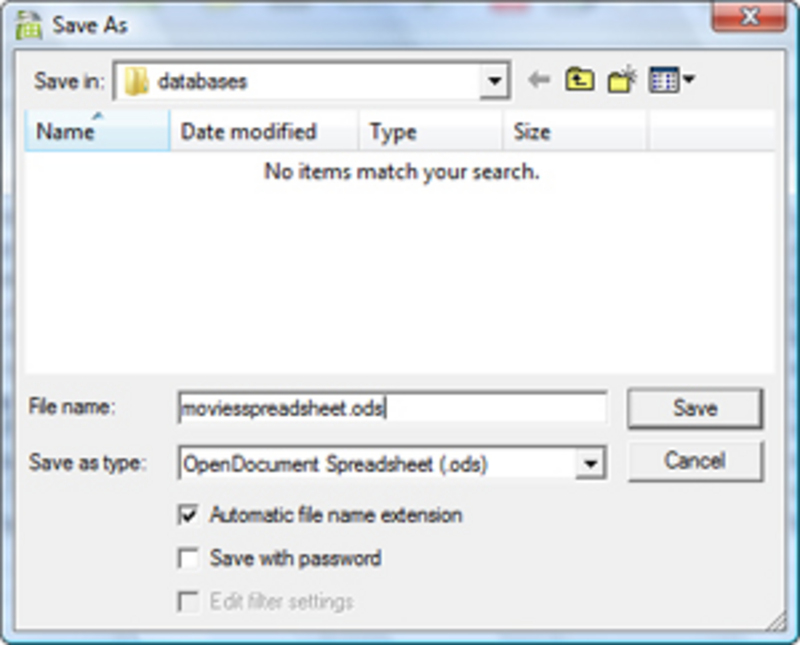 Save As
Save in: databases
Name Date modified Type Size
No items match your search.
File name: moviesspreadsheet.ods Save
Save as type: OpenDocument Spreadsheet (.ods) Cancel
Automatic file name extension
Save with password
Edit filter settings